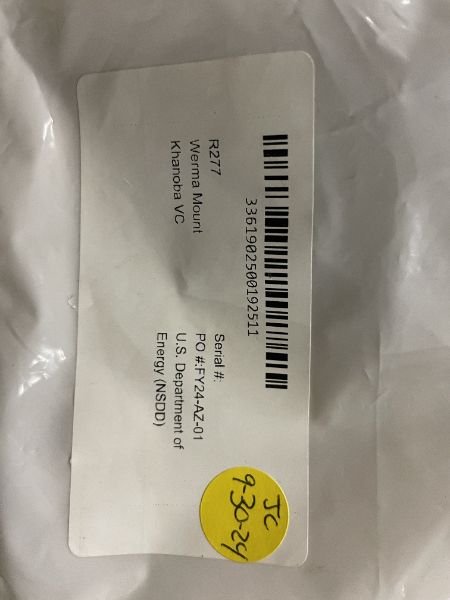 3361902500192511
R277
Werma Mount
Khanoba VC
Serial #:
PO #:FY24-AZ-01
U.S. Department of
Energy (NSDD)
JC
9-30-24